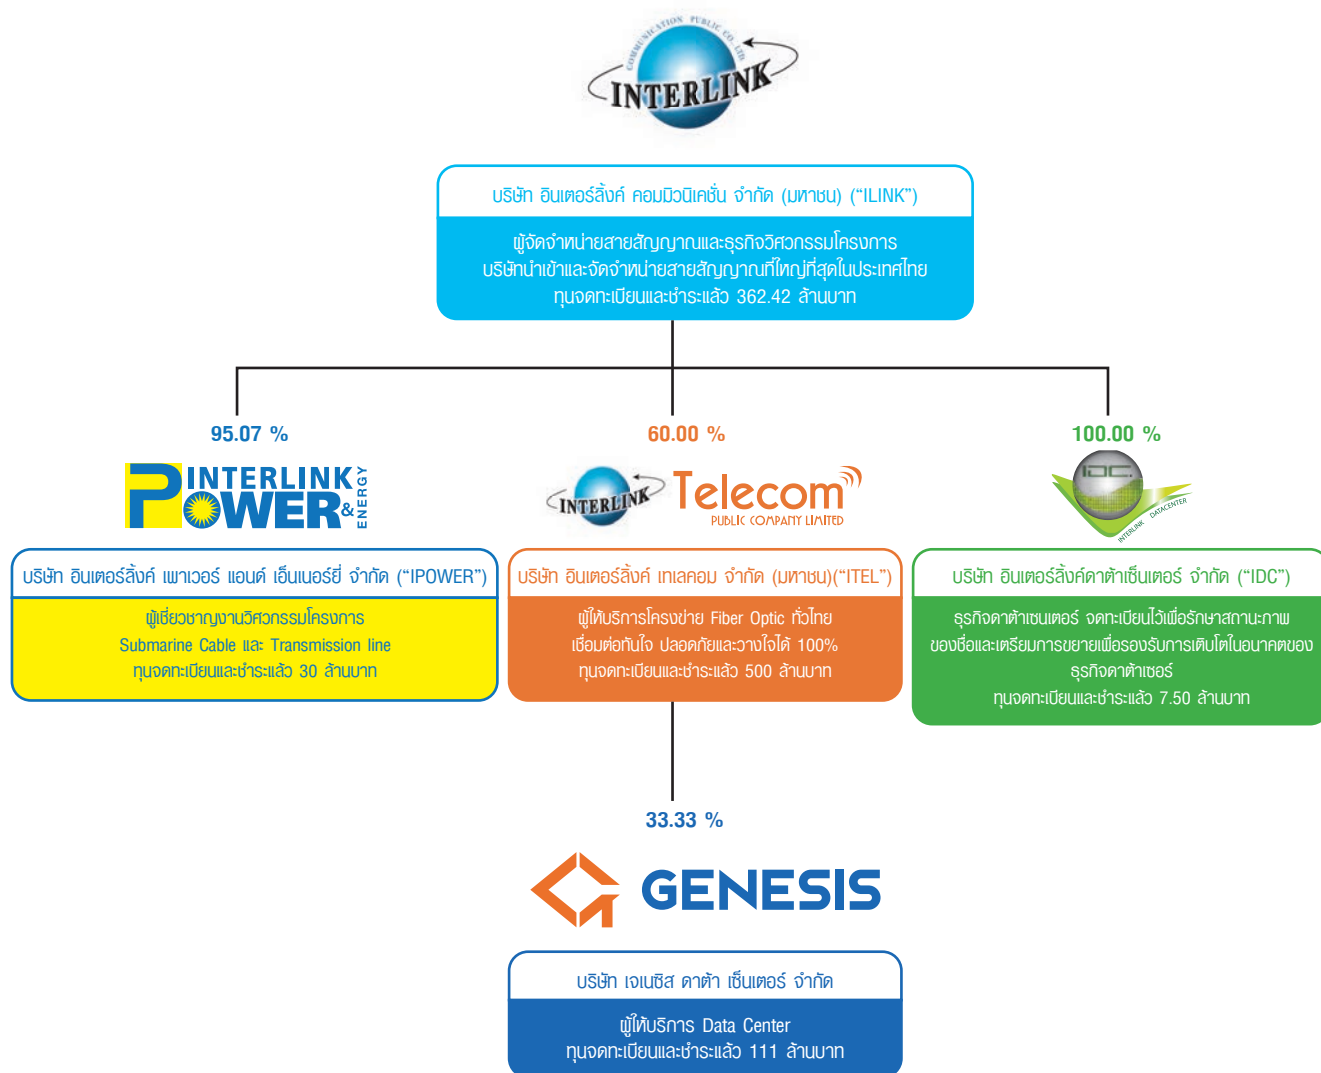 COMMUNICATION PUBLIC CO., LTD.
INTERLINK
บริษัท อินเตอร์ลิ้งค์ คอมมิวนิเคชั่น จำกัด (มหาชน) (“ILINK”)
ผู้จัดจำหน่ายสายสัญญาณและธุรกิจวิศวกรรมโครงการ
บริษัทนำเข้าและจัดจำหน่ายสายสัญญาณที่ใหญ่ที่สุดในประเทศไทย
ทุนจดทะเบียนและชำระแล้ว 362.42 ล้านบาท
95.07 %
INTERLINK
POWER & ENERGY
บริษัท อินเตอร์ลิ้งค์ เพาเวอร์ แอนด์ เอ็นเนอร์ยี่ จำกัด (“IPOWER”)
ผู้เชี่ยวชาญงานวิศวกรรมโครงการ
Submarine Cable และ Transmission line
ทุนจดทะเบียนและชำระแล้ว 30 ล้านบาท
60.00 %
INTERLINK Telecom
PUBLIC COMPANY LIMITED
บริษัท อินเตอร์ลิ้งค์ เทเลคอม จำกัด (มหาชน)(“ITEL”)
ผู้ให้บริการโครงข่าย Fiber Optic ทั่วไทย
เชื่อมต่อทันใจ ปลอดภัยและวางใจได้ 100%
ทุนจดทะเบียนและชำระแล้ว 500 ล้านบาท
100.00 %
IDC
INTERLINK DATACENTER
บริษัท อินเตอร์ลิ้งค์ดาต้าเซ็นเตอร์ จำกัด (“IDC”)
ธุรกิจดาต้าเซนเตอร์ จดทะเบียนไว้เพื่อรักษาสถานะภาพ
ของชื่อและเตรียมการขยายเพื่อรองรับการเติบโตในอนาคตของ
ธุรกิจดาต้าเซอร์
ทุนจดทะเบียนและชำระแล้ว 7.50 ล้านบาท
33.33 %
GENESIS
บริษัท เจเนซิส ดาต้า เซ็นเตอร์ จำกัด
ผู้ให้บริการ Data Center
ทุนจดทะเบียนและชำระแล้ว 111 ล้านบาท